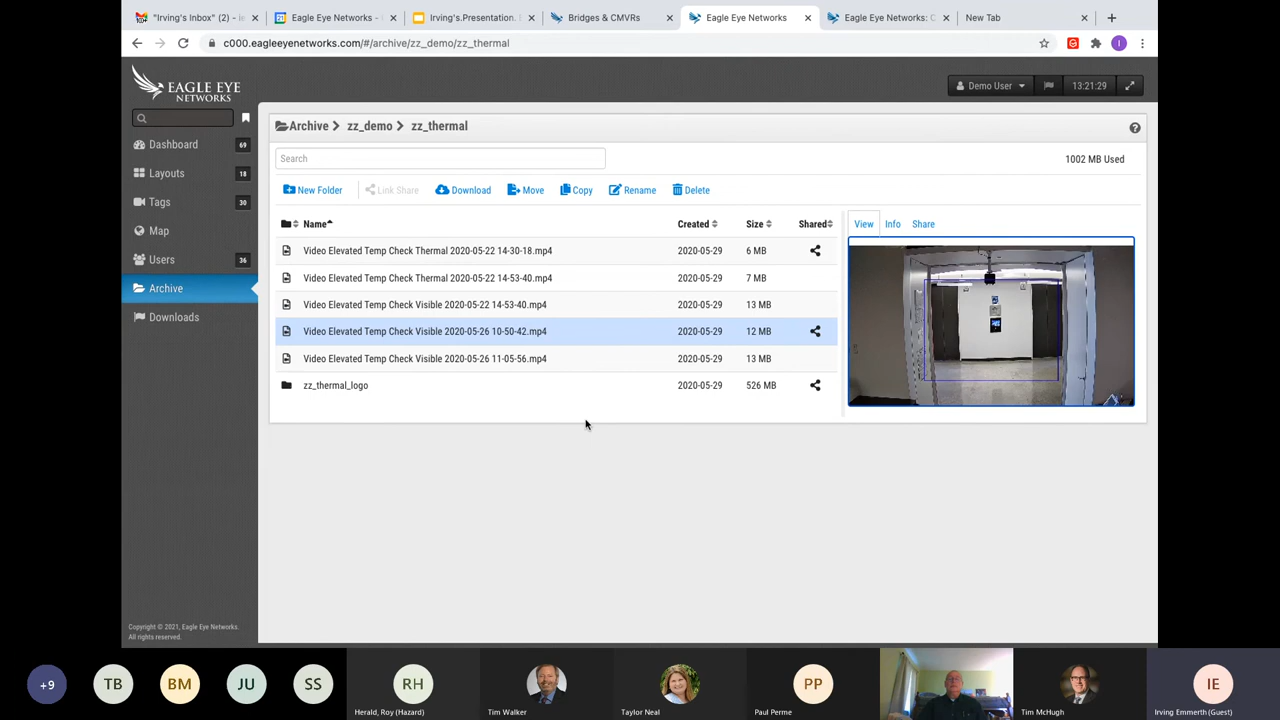 "Irving's Inbox" (2) - ie
Eagle Eye Networks -
Irving's.Presentation. E
Bridges & CMVRs
Eagle Eye Networks
Eagle Eye Networks: C
New Tab
c000.eagleeyenetworks.com/#/archive/zz_demo/zz_thermal
I
EAGLE EYE
NETWORKS
Demo User
13:21:29
Dashboard 69
Layouts 18
Tags 30
Map
Users 36
Archive
Downloads
Archive > zz_demo > zz_thermal
Search
1002 MB Used
New Folder Link Share Download Move Copy Rename Delete
Name Created Size Shared
Video Elevated Temp Check Thermal 2020-05-22 14-30-18.mp4 2020-05-29 6 MB
Video Elevated Temp Check Thermal 2020-05-22 14-53-40.mp4 2020-05-29 7 MB
Video Elevated Temp Check Visible 2020-05-22 14-53-40.mp4 2020-05-29 13 MB
Video Elevated Temp Check Visible 2020-05-26 10-50-42.mp4 2020-05-29 12 MB
Video Elevated Temp Check Visible 2020-05-26 11-05-56.mp4 2020-05-29 13 MB
zz_thermal_logo 2020-05-29 526 MB
View Info Share
Copyright © 2021, Eagle Eye Networks.
All rights reserved.
+9
TB
BM
JU
SS
RH
Herald, Roy (Hazard)
Tim Walker
Taylor Neal
PP
Paul Perme
Tim McHugh
IE
Irving Emmerth (Guest)